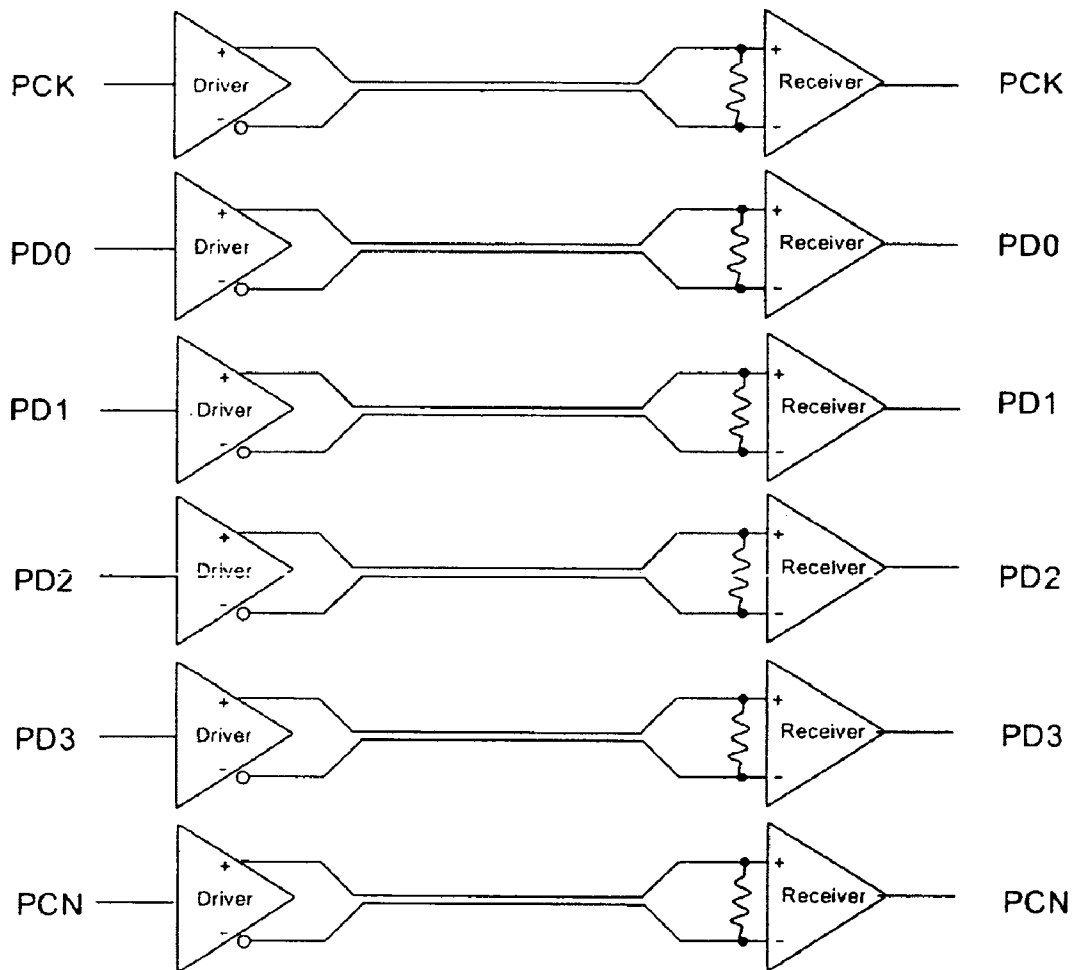 PCK + Driver - + Receiver - PCK
PD0 + Driver - + Receiver - PD0
PD1 + Driver - + Receiver - PD1
PD2 + Driver - + Receiver - PD2
PD3 + Driver - + Receiver - PD3
PCN + Driver - + Receiver - PCN